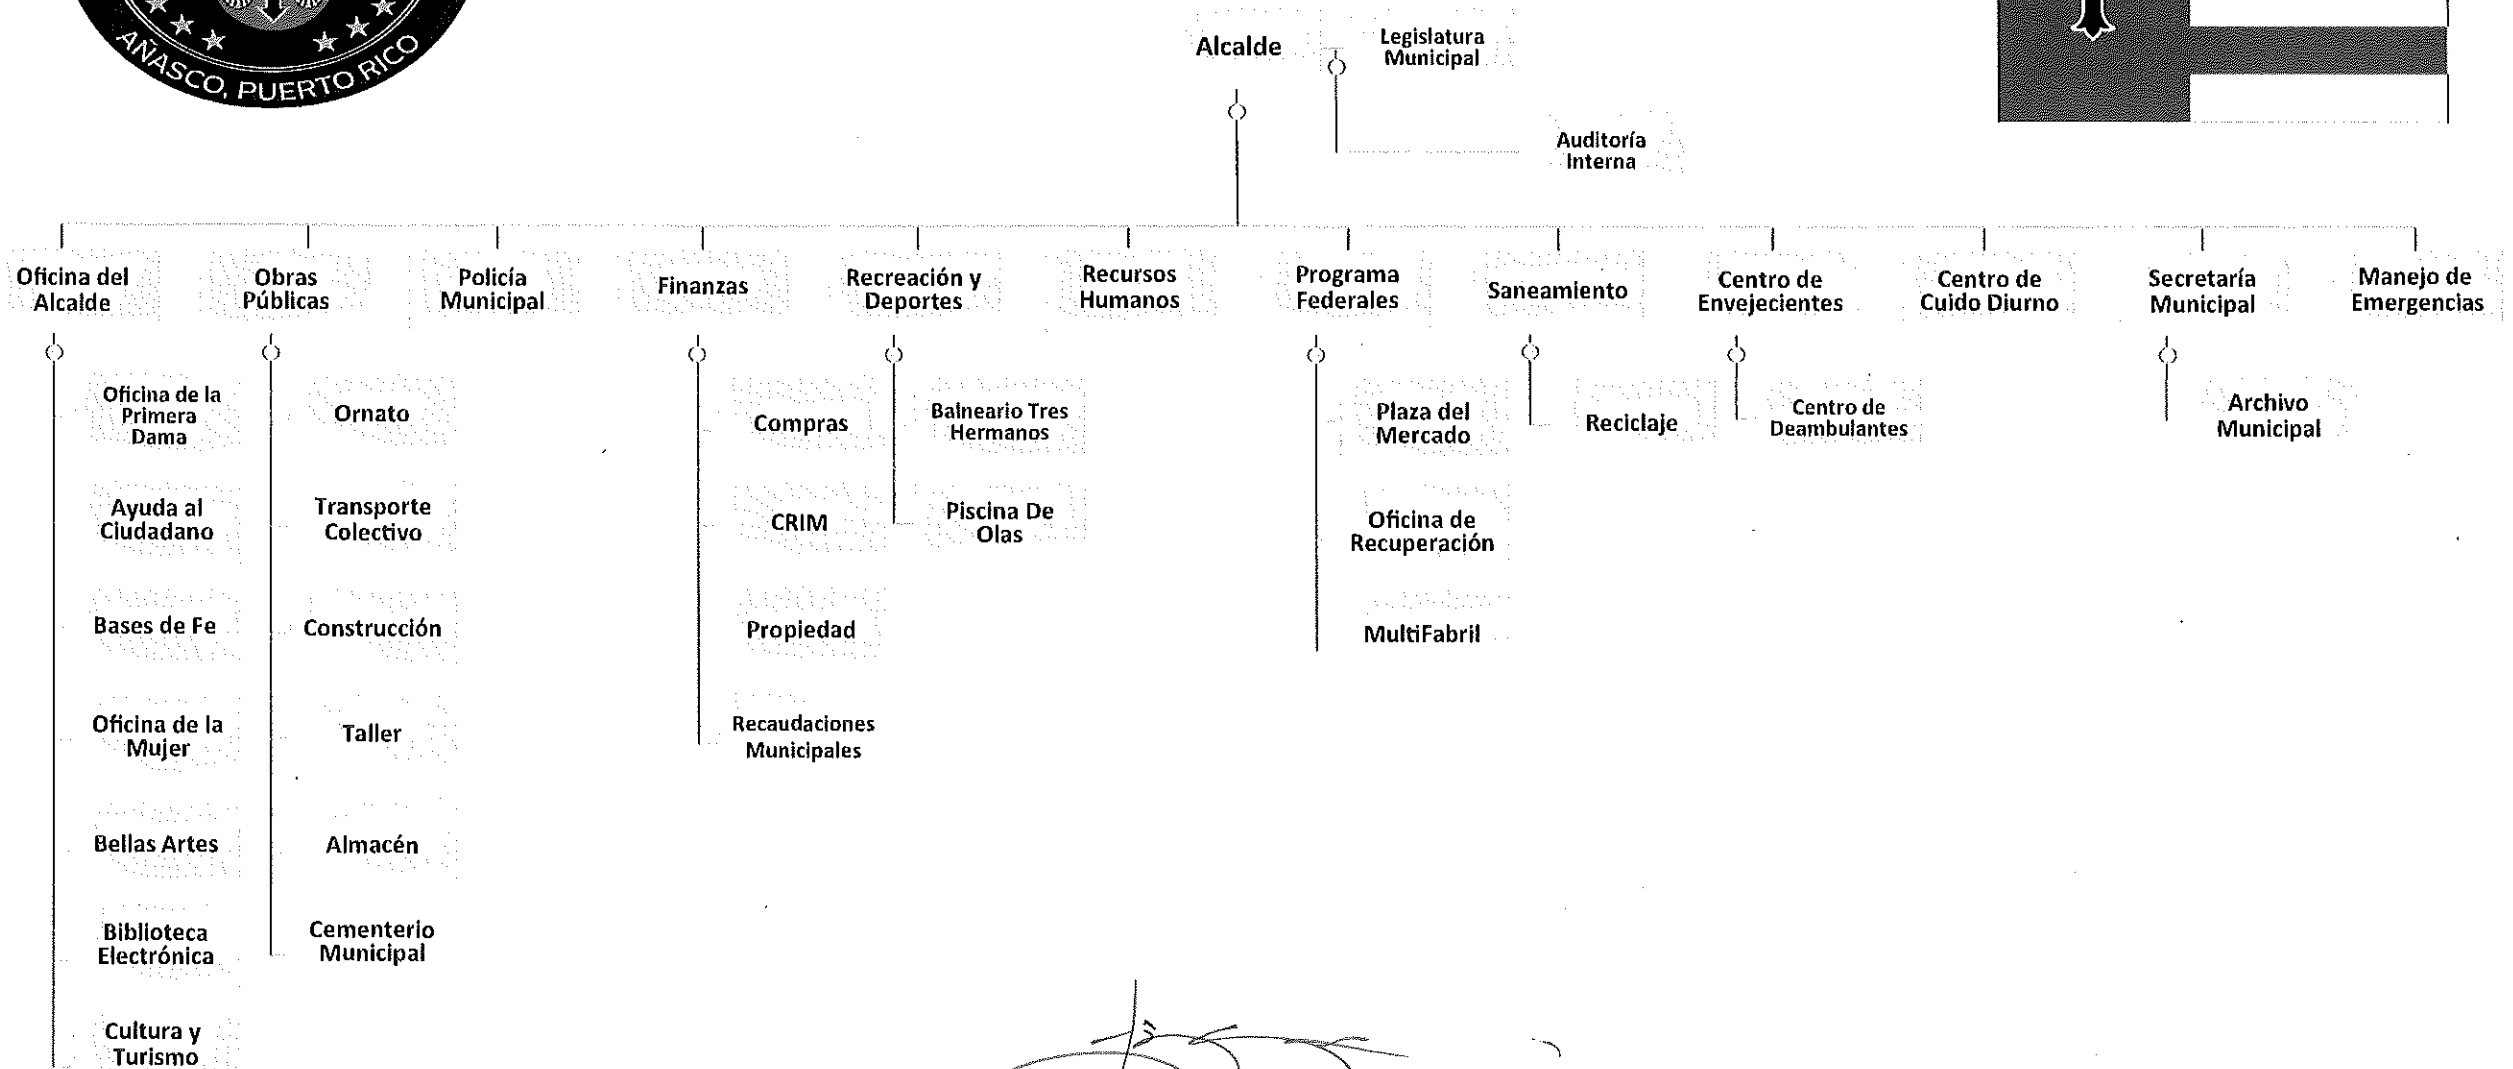 AÑASCO, PUERTO RICO
Alcalde
Legislatura
Municipal
Auditoría
Interna
Oficina del
Alcalde
Obras
Públicas
Policía
Municipal
Finanzas
Recreación y
Deportes
Recursos
Humanos
Programa
Federales
Saneamiento
Centro de
Envejecientes
Centro de
Cuido Diurno
Secretaría
Municipal
Manejo de
Emergencias
Oficina de la
Primera
Dama
Ayuda al
Ciudadano
Bases de Fe
Oficina de la
Mujer
Bellas Artes
Biblioteca
Electrónica
Cultura y
Turismo
Ornato
Transporte
Colectivo
Construcción
Taller
Almacén
Cementerio
Municipal
Compras
CRIM
Propiedad
Recaudaciones
Municipales
Balneario Tres
Hermanos
Piscina De
Olas
Plaza del
Mercado
Oficina de
Recuperación
MultiFabril
Reciclaje
Centro de
Deambulantes
Archivo
Municipal